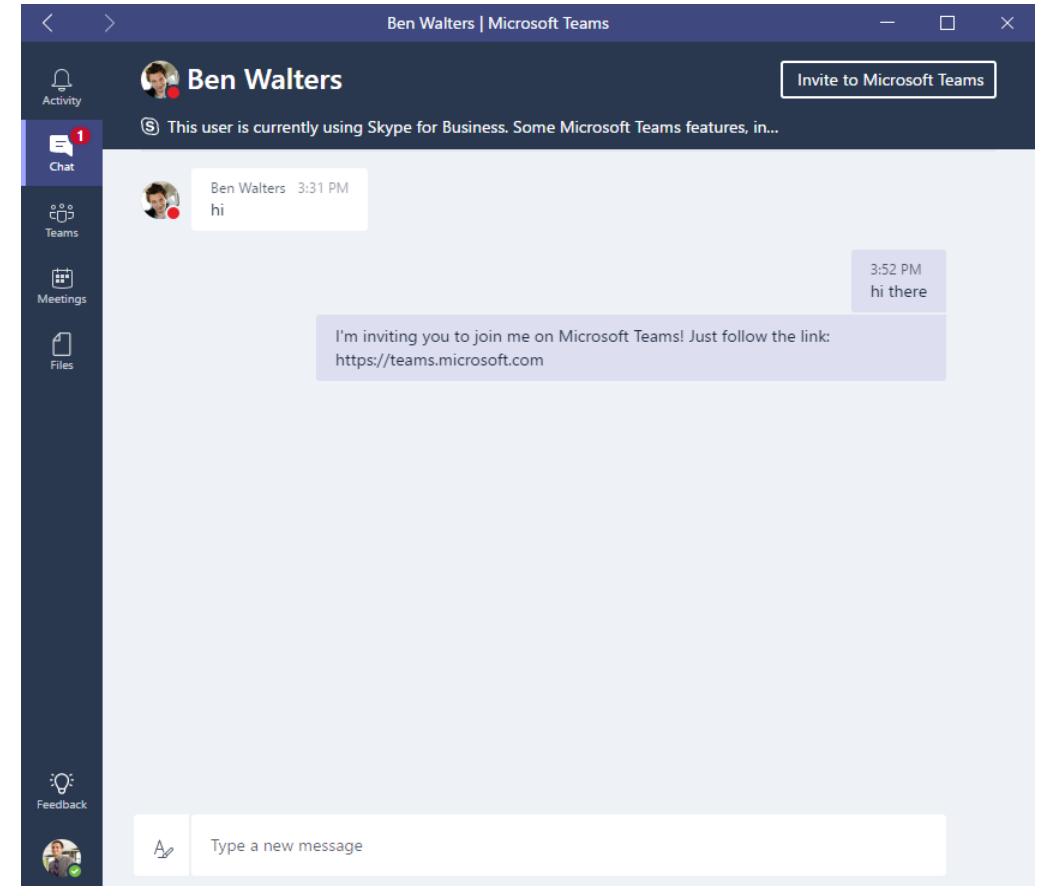 Ben Walters | Microsoft Teams
Activity
1
Chat
Teams
Meetings
Files
Feedback
Ben Walters
Invite to Microsoft Teams
This user is currently using Skype for Business. Some Microsoft Teams features, in...
Ben Walters 3:31 PM
hi
3:52 PM
hi there
I'm inviting you to join me on Microsoft Teams! Just follow the link:
https://teams.microsoft.com
Type a new message